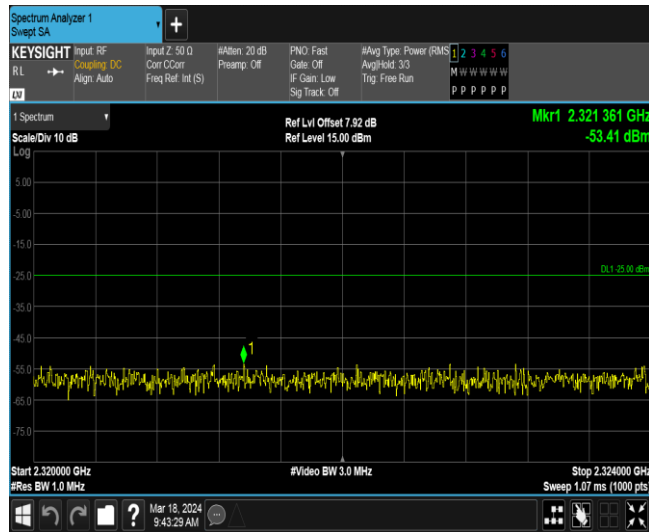 Spectrum Analyzer 1
Swept SA
+
KEYSIGHT
RL
LXI
Input: RF
Coupling: DC
Align: Auto
Input Z: 50 Ω
Corr CCorr
Freq Ref: Int (S)
#Atten: 20 dB
Preamp: Off
PNO: Fast
Gate: Off
IF Gain: Low
Sig Track: Off
#Avg Type: Power (RMS
Avg|Hold: 3/3
Trig: Free Run
1 2 3 4 5 6
M W W W W W
P P P P P P
1 Spectrum
Scale/Div 10 dB
Ref Lvl Offset 7.92 dB
Ref Level 15.00 dBm
Mkr1 2.321 361 GHz
-53.41 dBm
Log
5.00
-5.00
-15.0
-25.0
DL1 -25.00 dBm
-35.0
-45.0
1
-55.0
-65.0
-75.0
Start 2.320000 GHz
#Video BW 3.0 MHz
Stop 2.324000 GHz
#Res BW 1.0 MHz
Sweep 1.07 ms (1000 pts)
?
Mar 18, 2024
9:43:29 AM